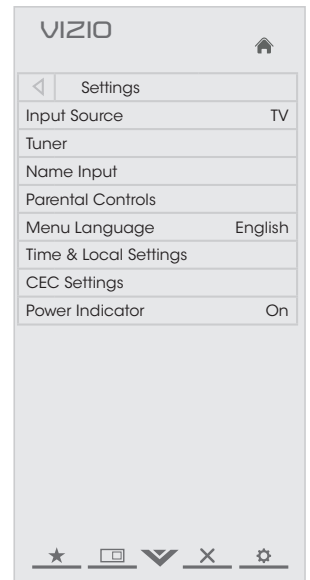 VIZIO
Settings
Input Source TV
Tuner
Name Input
Parental Controls
Menu Language English
Time & Local Settings
CEC Settings
Power Indicator On